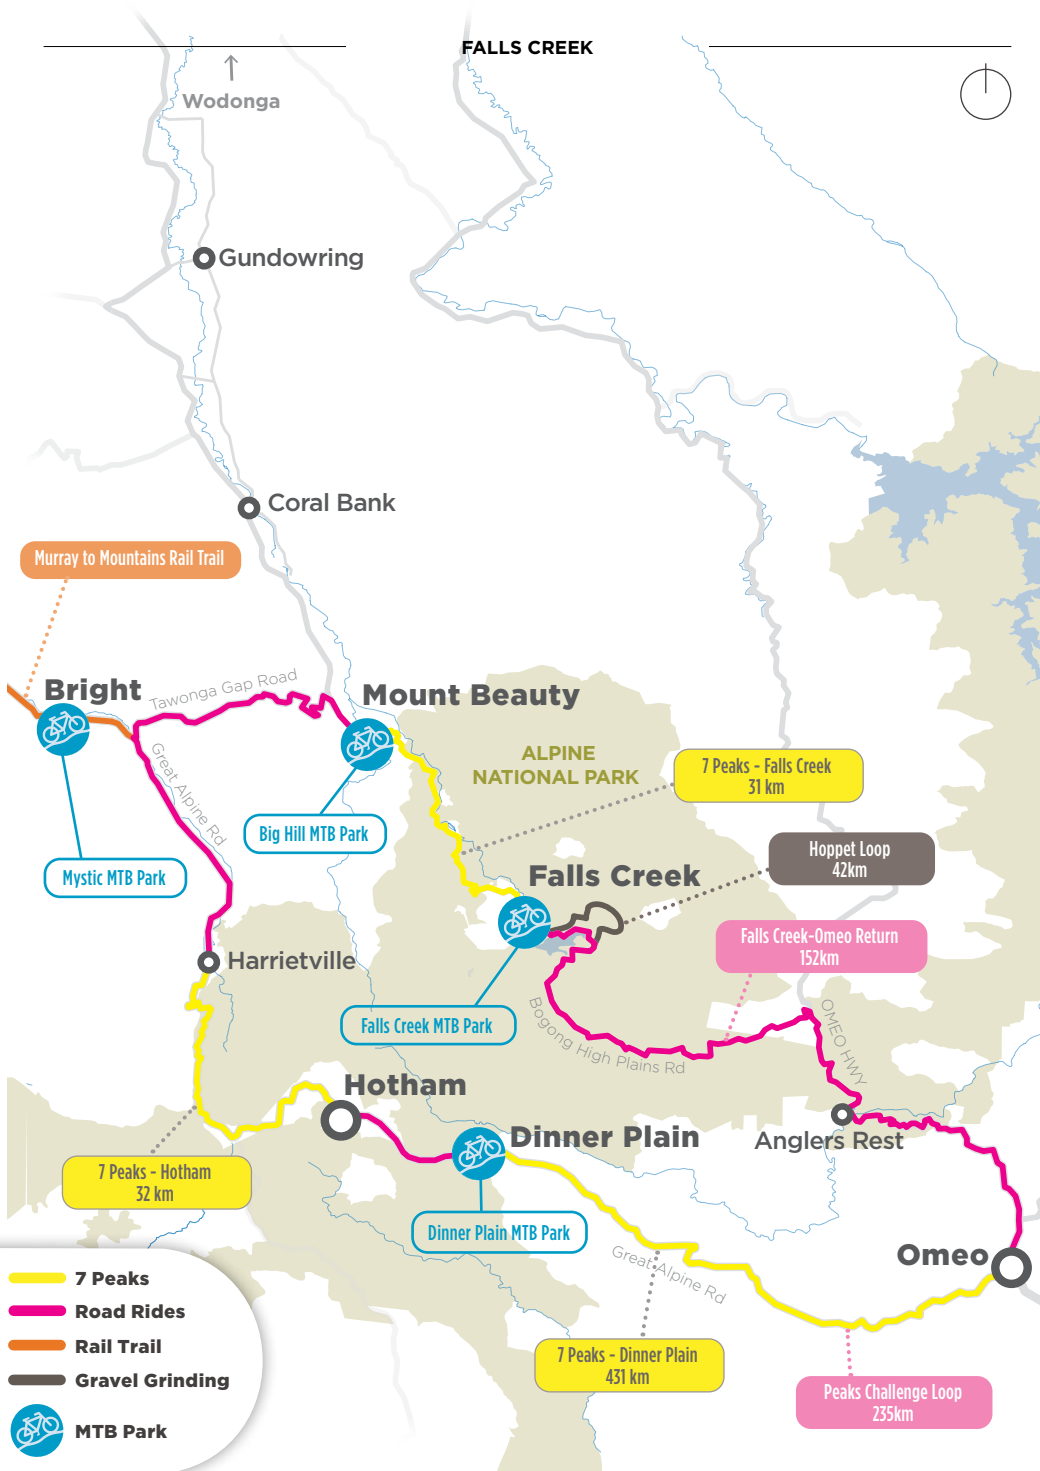 FALLS CREEK
Wodonga
Gundowring
Coral Bank
Murray to Mountains Rail Trail
Bright
Tawonga Gap Road
Mount Beauty
Great Alpine Rd
ALPINE
NATIONAL PARK
7 Peaks - Falls Creek
31 km
Big Hill MTB Park
Mystic MTB Park
Hoppet Loop
42km
Falls Creek
Falls Creek-Omeo Return
152km
Harrietville
Falls Creek MTB Park
Bogong High Plains Rd
OMEO HWY
Hotham
Dinner Plain
Anglers Rest
7 Peaks - Hotham
32 km
Dinner Plain MTB Park
Great Alpine Rd
Omeo
7 Peaks - Dinner Plain
431 km
Peaks Challenge Loop
235km
7 Peaks
Road Rides
Rail Trail
Gravel Grinding
MTB Park